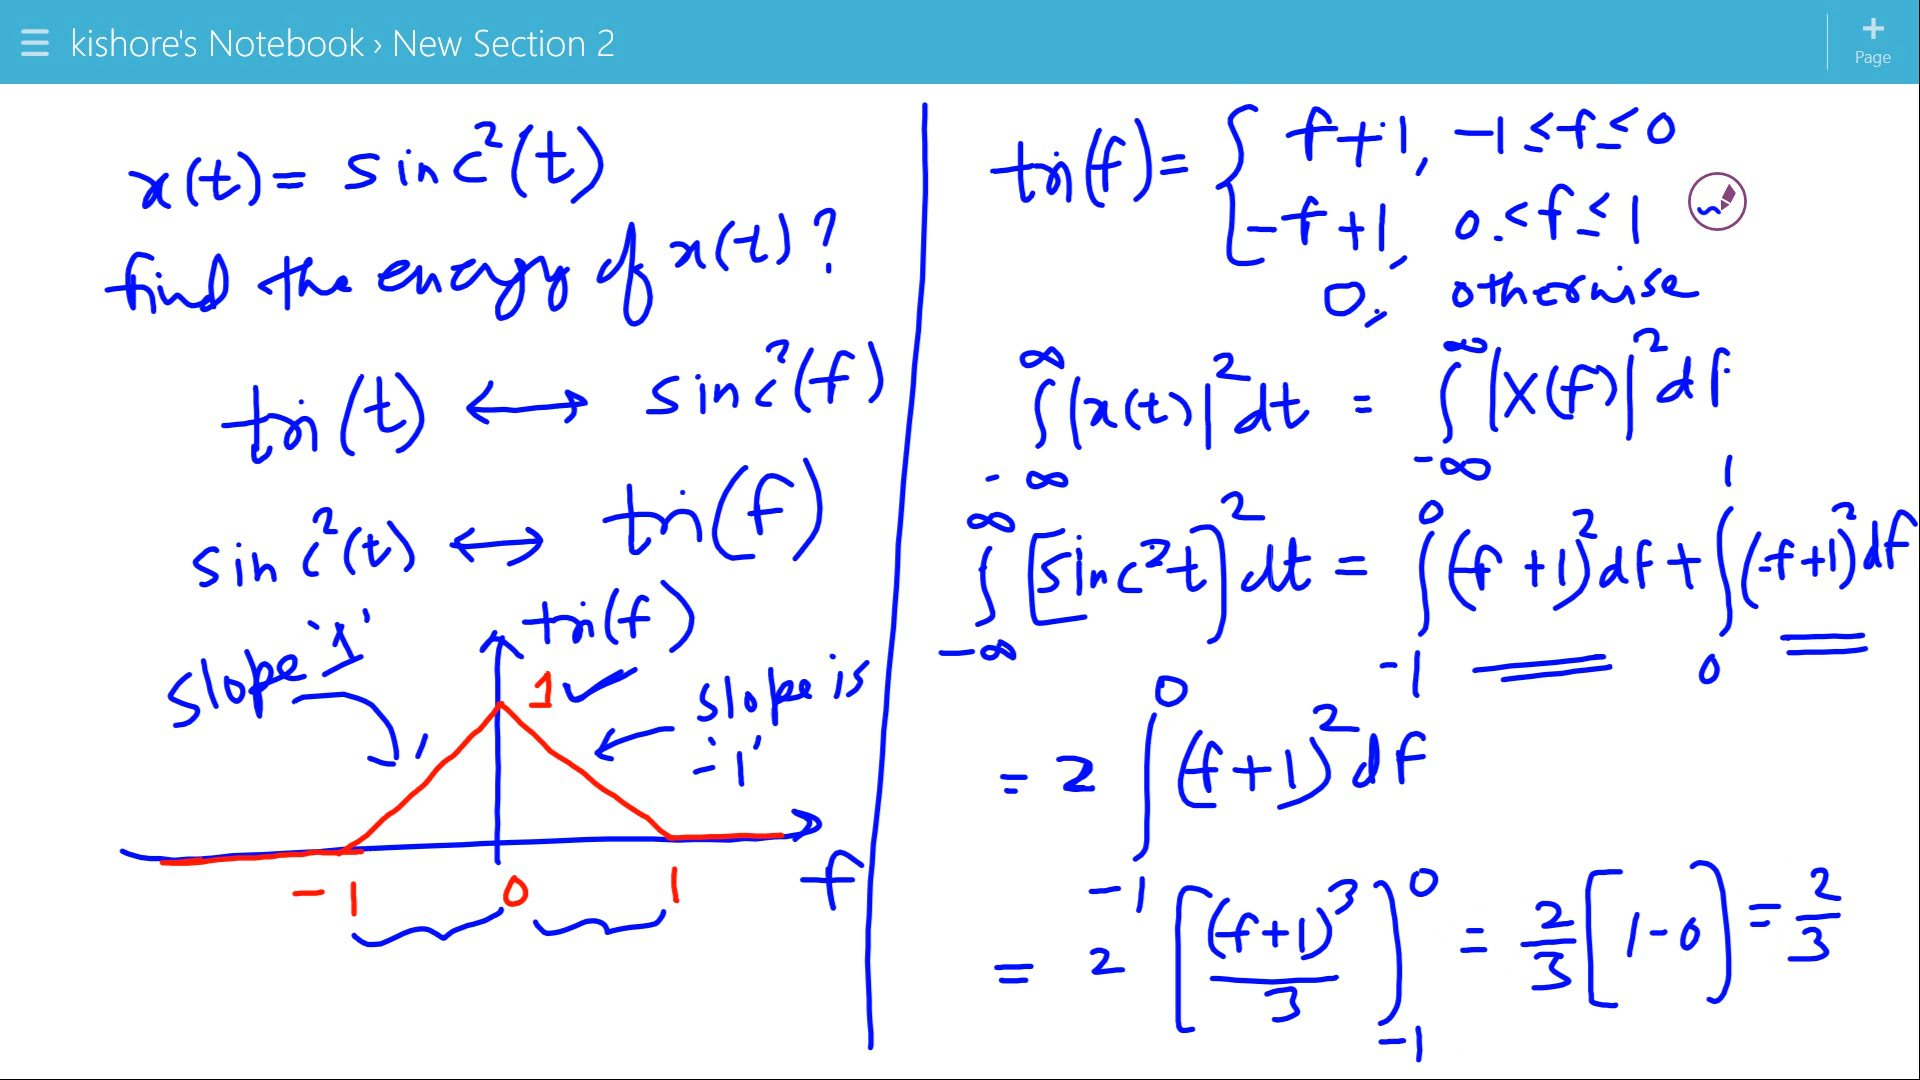 kishore's Notebook › New Section 2
+
Page
x(t) = sinc²(t)
find the energy of x(t)?
tri(t) ↔ sinc²(f)
sinc²(t) ↔ tri(f)
tri(f)
slope '1'
1 ✓
slope is
'-1'
f
-1 0 1
tri(f) = { f+1, -1 ≤ f ≤ 0
-f+1, 0 < f ≤ 1
0, otherwise
∫_{-∞}^{∞} |x(t)|² dt = ∫_{-∞}^{∞} |X(f)|² df
∫_{-∞}^{∞} [sinc²t]² dt = ∫_{-1}^{0} (f+1)² df + ∫_{0}^{1} (-f+1)² df
= 2 ∫_{-1}^{0} (f+1)² df
= 2 [(f+1)³/3]_{-1}^{0} = 2/3 [1-0] = 2/3